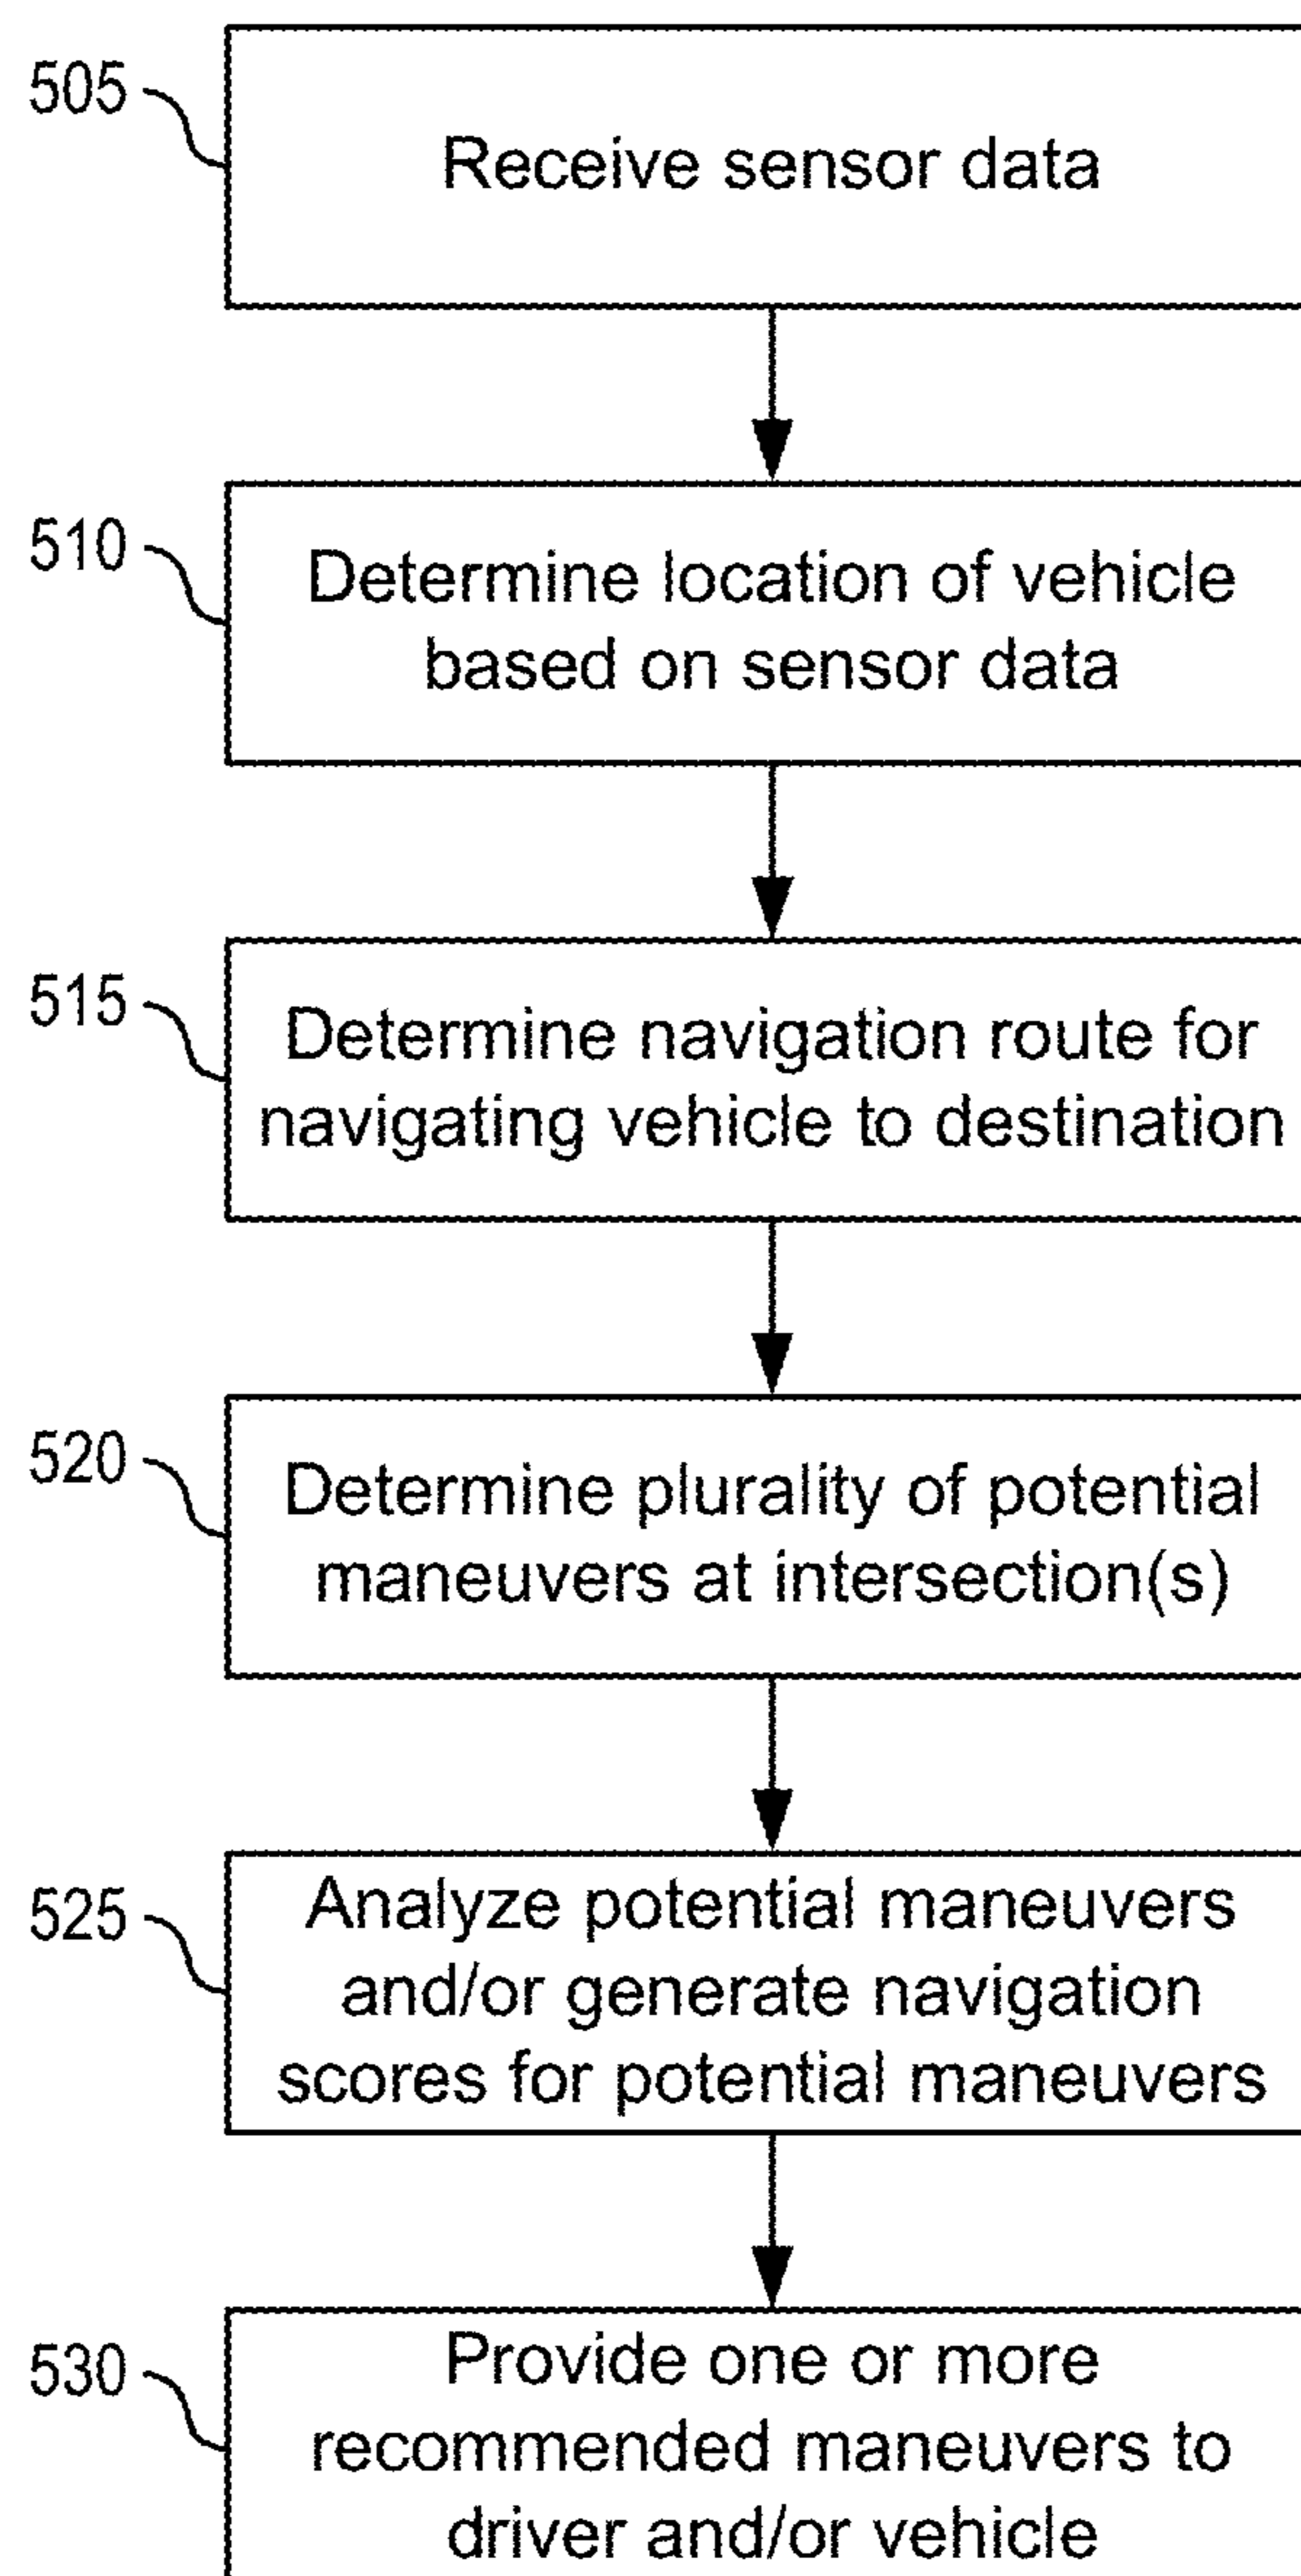 505
Receive sensor data
510
Determine location of vehicle
based on sensor data
515
Determine navigation route for
navigating vehicle to destination
520
Determine plurality of potential
maneuvers at intersection(s)
525
Analyze potential maneuvers
and/or generate navigation
scores for potential maneuvers
530
Provide one or more
recommended maneuvers to
driver and/or vehicle